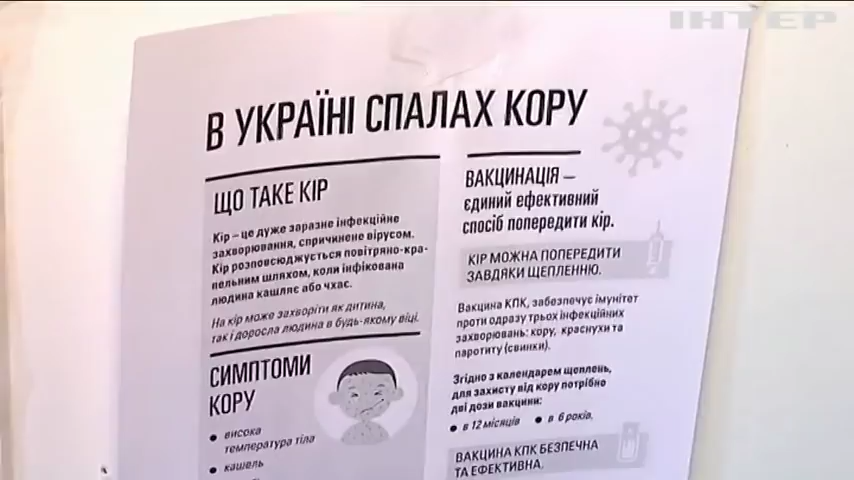 ІНТЕР
В УКРАЇНІ СПАЛАХ КОРУ
ЩО ТАКЕ КІР
Кір – це дуже заразне інфекційне
захворювання, спричинене вірусом.
Кір розповсюджується повітряно-кра-
пельним шляхом, коли інфікована
людина кашляє або чхає.
На кір може захворіти як дитина,
так і доросла людина в будь-якому віці.
СИМПТОМИ
КОРУ
• висока
температура тіла
• кашель
ВАКЦИНАЦІЯ –
єдиний ефективний
спосіб попередити кір.
КІР МОЖНА ПОПЕРЕДИТИ
ЗАВДЯКИ ЩЕПЛЕННЮ.
Вакцина КПК, забезпечує імунітет
проти одразу трьох інфекційних
захворювань: кору, краснухи та
паротиту (свинки).
Згідно з календарем щеплень,
для захисту від кору потрібно
дві дози вакцини:
• в 12 місяців • в 6 років.
ВАКЦИНА КПК БЕЗПЕЧНА
ТА ЕФЕКТИВНА.